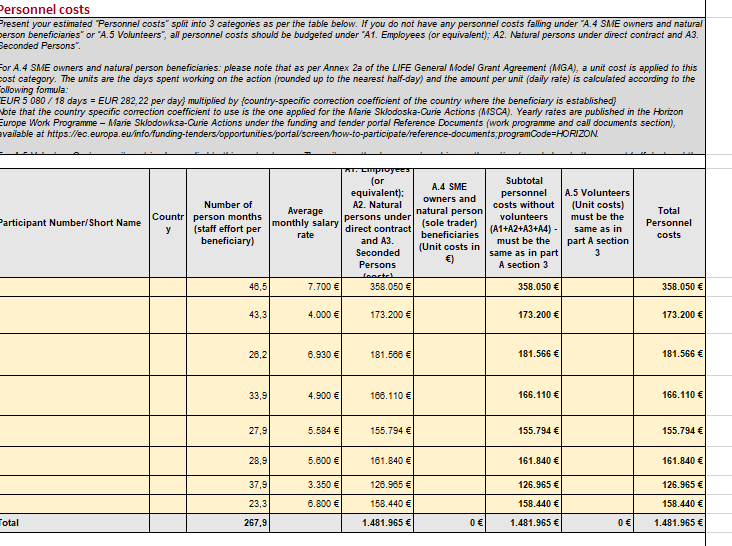 Personnel costs
Present your estimated "Personnel costs" split into 3 categories as per the table below. If you do not have any personnel costs falling under "A.4 SME owners and natural
person beneficiaries" or "A.5 Volunteers", all personnel costs should be budgeted under "A1. Employees (or equivalent); A2. Natural persons under direct contract and A3.
Seconded Persons".
For A.4 SME owners and natural person beneficiaries: please note that as per Annex 2a of the LIFE General Model Grant Agreement (MGA), a unit cost is applied to this
cost category. The units are the days spent working on the action (rounded up to the nearest half-day) and the amount per unit (daily rate) is calculated according to the
following formula:
{EUR 5 080 / 18 days = EUR 282,22 per day} multiplied by {country-specific correction coefficient of the country where the beneficiary is established}
Note that the country specific correction coefficient to use is the one applied for the Marie Skłodoska-Curie Actions (MSCA). Yearly rates are published in the Horizon
Europe Work Programme – Marie Skłodowksa-Curie Actions under the funding and tender portal Reference Documents (work programme and call documents section),
available at https://ec.europa.eu/info/funding-tenders/opportunities/portal/screen/how-to-participate/reference-documents;programCode=HORIZON.
Participant Number/Short Name
Countr
y
Number of
person months
(staff effort per
beneficiary)
Average
monthly salary
rate
A1. Employees
(or
equivalent);
A2. Natural
persons under
direct contract
and A3.
Seconded
Persons
(costs)
A.4 SME
owners and
natural person
(sole trader)
beneficiaries
(Unit costs in
€)
Subtotal
personnel
costs without
volunteers
(A1+A2+A3+A4) -
must be the
same as in part
A section 3
A.5 Volunteers
(Unit costs)
must be the
same as in
part A section
3
Total
Personnel
costs
46,5 7.700 € 358.050 € 358.050 € 358.050 €
43,3 4.000 € 173.200 € 173.200 € 173.200 €
26,2 6.930 € 181.566 € 181.566 € 181.566 €
33,9 4.900 € 166.110 € 166.110 € 166.110 €
27,9 5.584 € 155.794 € 155.794 € 155.794 €
28,9 5.600 € 161.840 € 161.840 € 161.840 €
37,9 3.350 € 126.965 € 126.965 € 126.965 €
23,3 6.800 € 158.440 € 158.440 € 158.440 €
Total 267,9 1.481.965 € 0 € 1.481.965 € 0 € 1.481.965 €